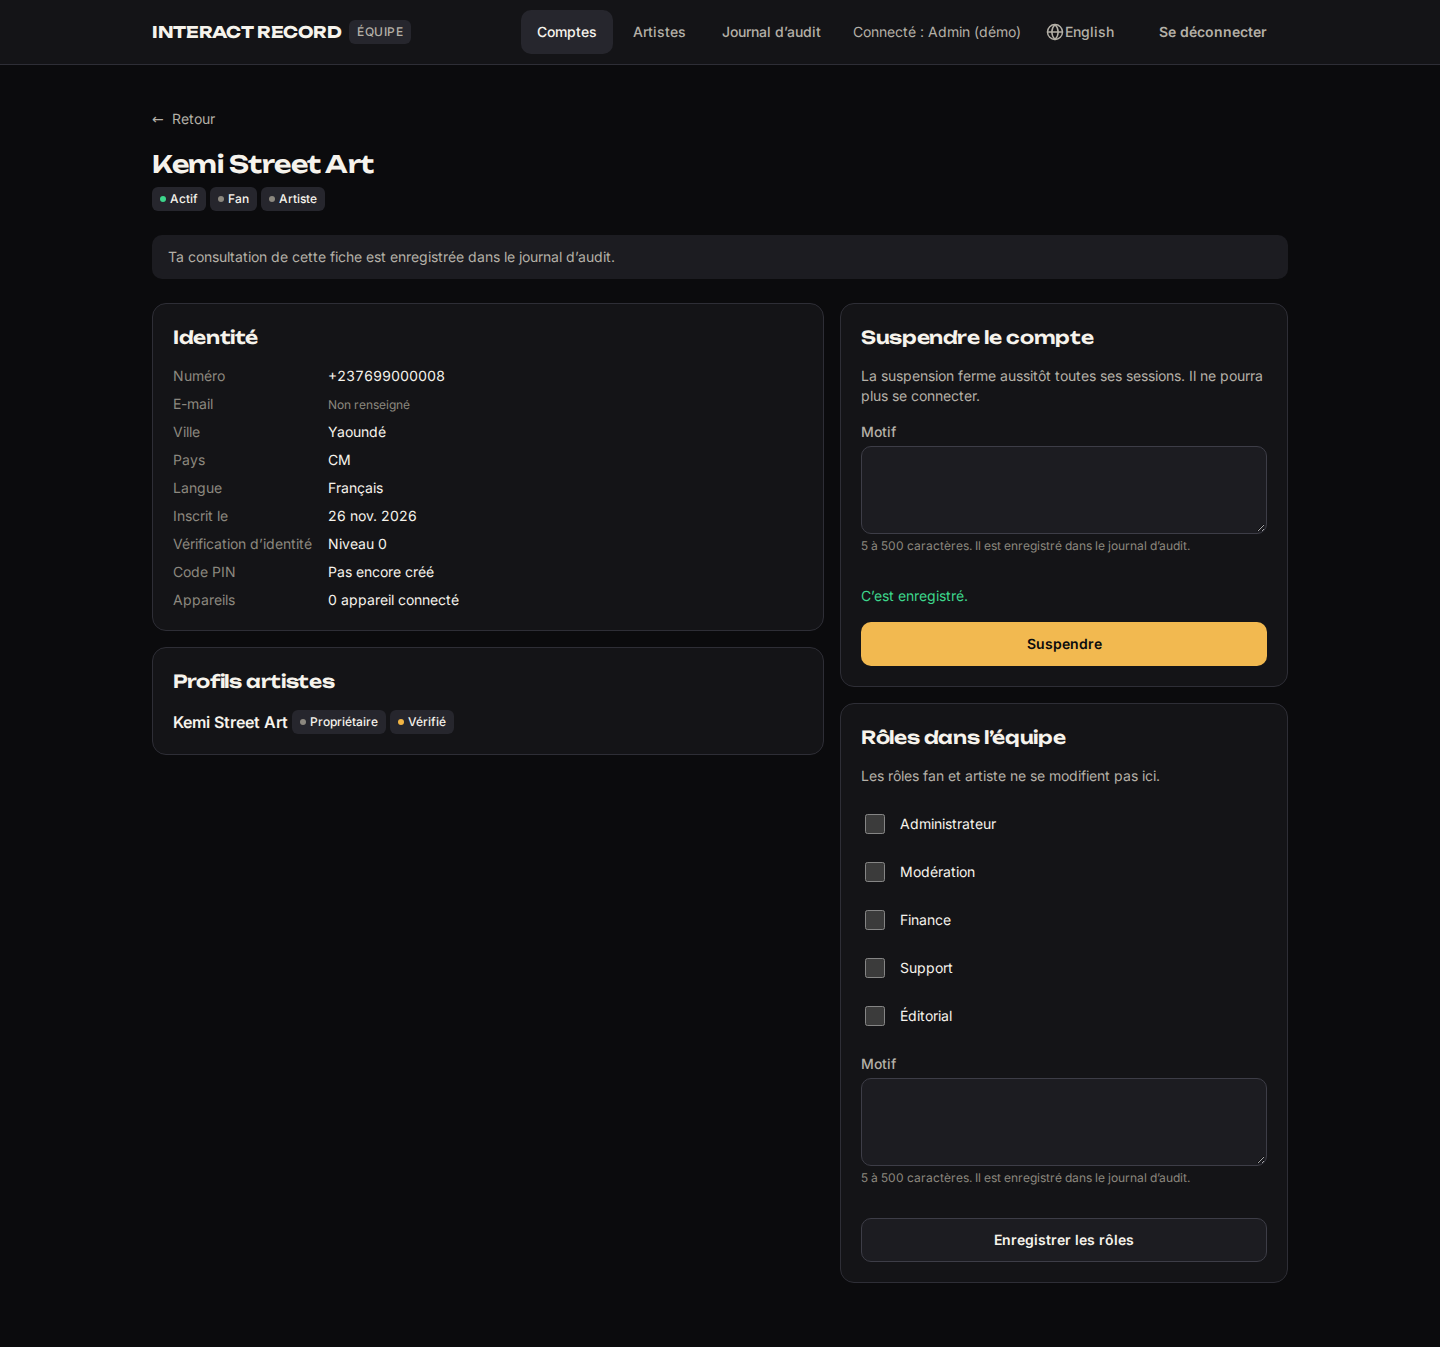 INTERACT RECORD ÉQUIPE Comptes Artistes Journal d’audit Connecté : Admin (démo) English Se déconnecter
← Retour
Kemi Street Art
Actif Fan Artiste
Ta consultation de cette fiche est enregistrée dans le journal d’audit.
Identité
Numéro +237699000008
E-mail Non renseigné
Ville Yaoundé
Pays CM
Langue Français
Inscrit le 26 nov. 2026
Vérification d’identité Niveau 0
Code PIN Pas encore créé
Appareils 0 appareil connecté
Profils artistes
Kemi Street Art Propriétaire Vérifié
Suspendre le compte
La suspension ferme aussitôt toutes ses sessions. Il ne pourra
plus se connecter.
Motif
5 à 500 caractères. Il est enregistré dans le journal d’audit.
C’est enregistré.
Suspendre
Rôles dans l’équipe
Les rôles fan et artiste ne se modifient pas ici.
Administrateur
Modération
Finance
Support
Éditorial
Motif
5 à 500 caractères. Il est enregistré dans le journal d’audit.
Enregistrer les rôles